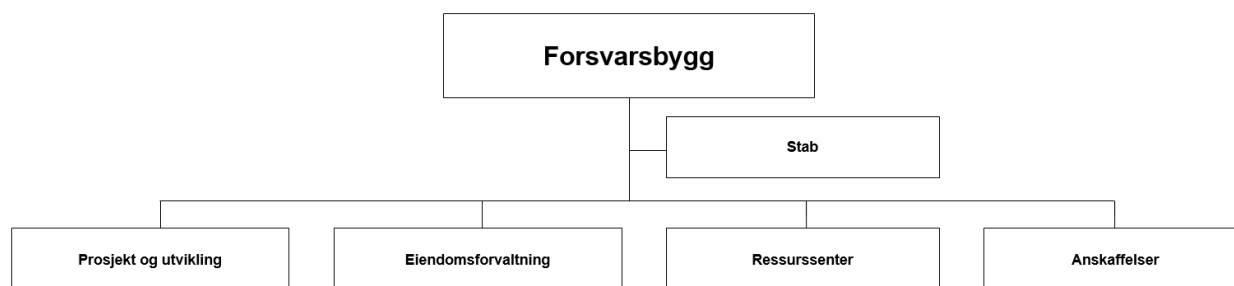 Forsvarsbygg
Stab
Prosjekt og utvikling
Eiendomsforvaltning
Ressurssenter
Anskaffelser